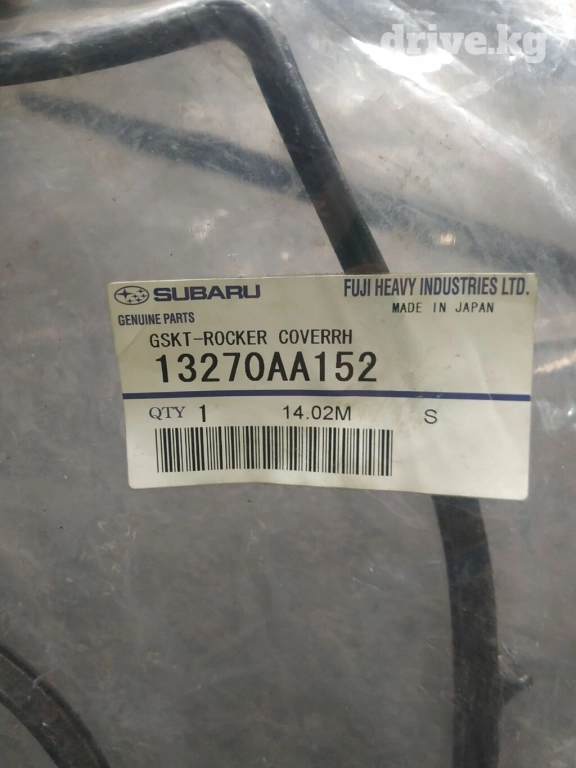 drive.kg
SUBARU FUJI HEAVY INDUSTRIES LTD.
GENUINE PARTS MADE IN JAPAN
GSKT-ROCKER COVERRH
13270AA152
QTY 1 14.02M S